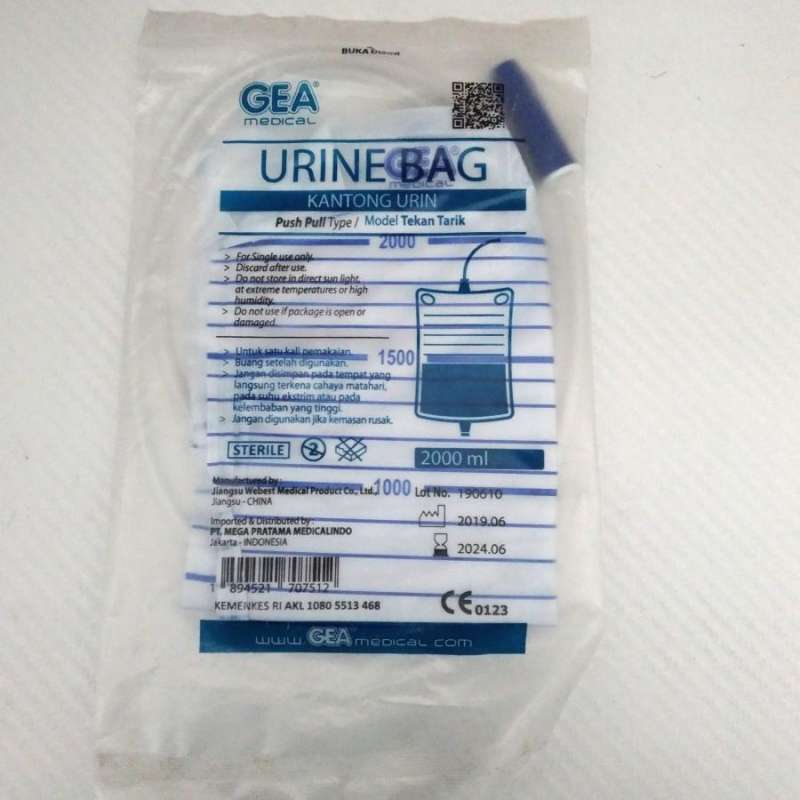 BUKA DISINI
GEA®
medical
URINE BAG
GEA®
medical
KANTONG URIN
Push Pull Type / Model Tekan Tarik
2000
> For Single use only.
> Discard after use.
> Do not store in direct sun light,
at extreme temperatures or high
humidity.
> Do not use if package is open or
damaged.
1500
> Untuk satu kali pemakaian.
> Buang setelah digunakan.
> Jangan disimpan pada tempat yang
langsung terkena cahaya matahari,
pada suhu ekstrim atau pada
kelembaban yang tinggi.
> Jangan digunakan jika kemasan rusak.
STERILE 2
2000 ml
Manufactured by :
Jiangsu Webest Medical Product Co., Ltd.,
Jiangsu - CHINA
1000
Lot No. 190610
2019.06
2024.06
Imported & Distributed by :
PT. MEGA PRATAMA MEDICALINDO
Jakarta - INDONESIA
1 894521 707512
KEMENKES RI AKL 1080 5513 468
CE 0123
www.GEAmedical.com